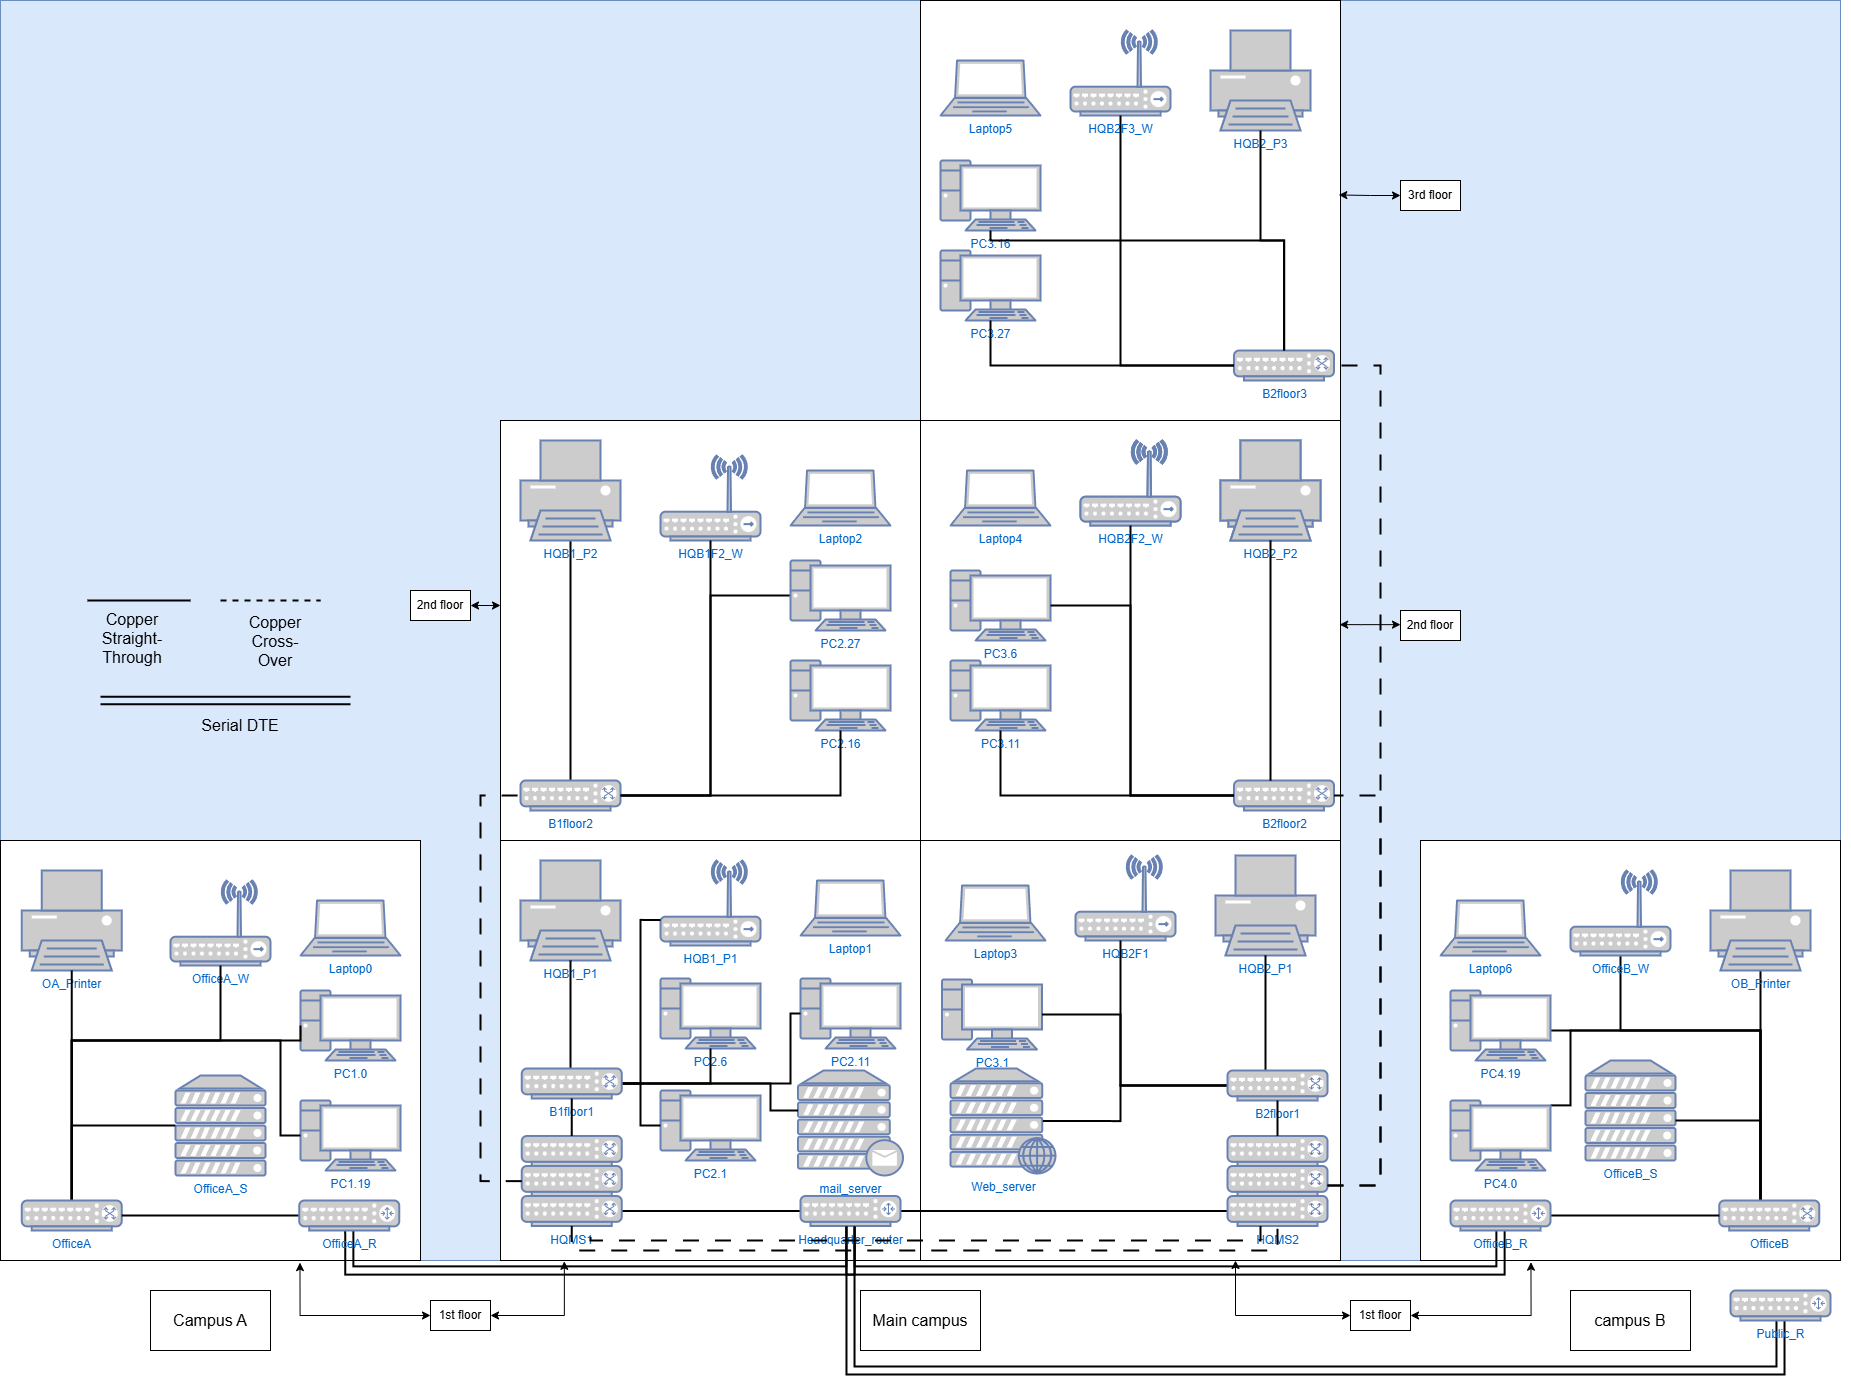 Laptop5
HQB2F3_W
HQB2_P3
PC3.16
3rd floor
PC3.27
B2floor3
HQB1_P2
HQB1F2_W
Laptop2
Laptop4
HQB2F2_W
HQB2_P2
2nd floor
PC2.27
PC3.6
2nd floor
Copper
Straight-
Through
Copper
Cross-
Over
Serial DTE
PC2.16
PC3.11
B1floor2
B2floor2
OA_Printer
OfficeA_W
Laptop0
HQB1_P1
HQB1_P1
Laptop1
Laptop3
HQB2F1
HQB2_P1
Laptop6
OfficeB_W
OB_Printer
PC1.0
PC2.6
PC2.11
PC3.1
PC4.19
B1floor1
B2floor1
OfficeA_S
PC1.19
PC2.1
mail_server
Web_server
PC4.0
OfficeB_S
OfficeA
OfficeA_R
HQMS1
Headquarter_router
HQMS2
OfficeB_R
OfficeB
Campus A
1st floor
Main campus
1st floor
campus B
Public_R